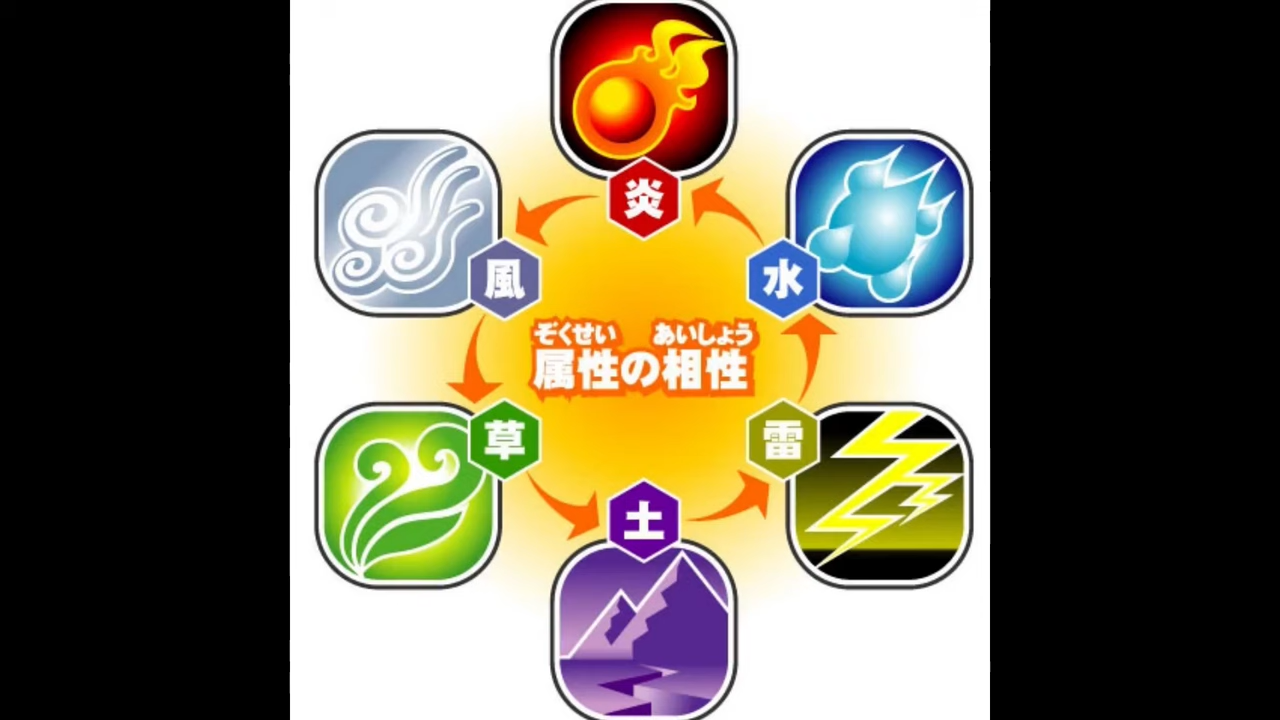 炎
風
水
ぞくせい あいしょう
属性の相性
草
雷
土